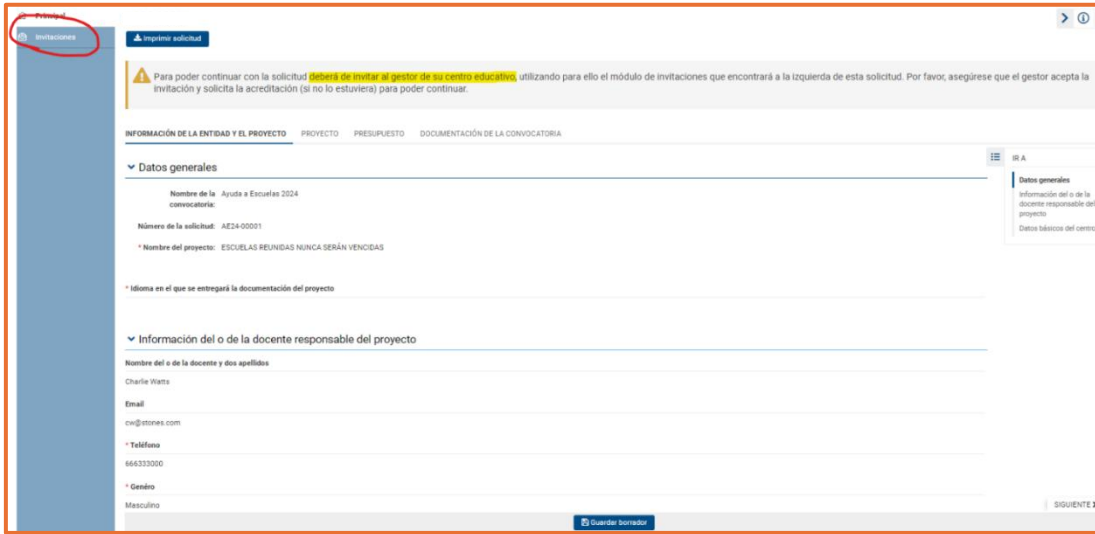 Principal
Invitaciones
Imprimir solicitud
Para poder continuar con la solicitud deberá de invitar al gestor de su centro educativo, utilizando para ello el módulo de invitaciones que encontrará a la izquierda de esta solicitud. Por favor, asegúrese que el gestor acepta la
invitación y solicita la acreditación (si no lo estuviera) para poder continuar.
INFORMACIÓN DE LA ENTIDAD Y EL PROYECTO PROYECTO PRESUPUESTO DOCUMENTACIÓN DE LA CONVOCATORIA
Datos generales
Nombre de la convocatoria: Ayuda a Escuelas 2024
Número de la solicitud: AE24-00001
* Nombre del proyecto: ESCUELAS REUNIDAS NUNCA SERÁN VENCIDAS
* Idioma en el que se entregará la documentación del proyecto
Información del o de la docente responsable del proyecto
Nombre del o de la docente y dos apellidos
Charlie Watts
Email
cw@stones.com
* Teléfono
666333000
* Genéro
Masculino
Guardar borrador
IR A
Datos generales
Información del o de la
docente responsable del
proyecto
Datos básicos del centro
SIGUIENTE